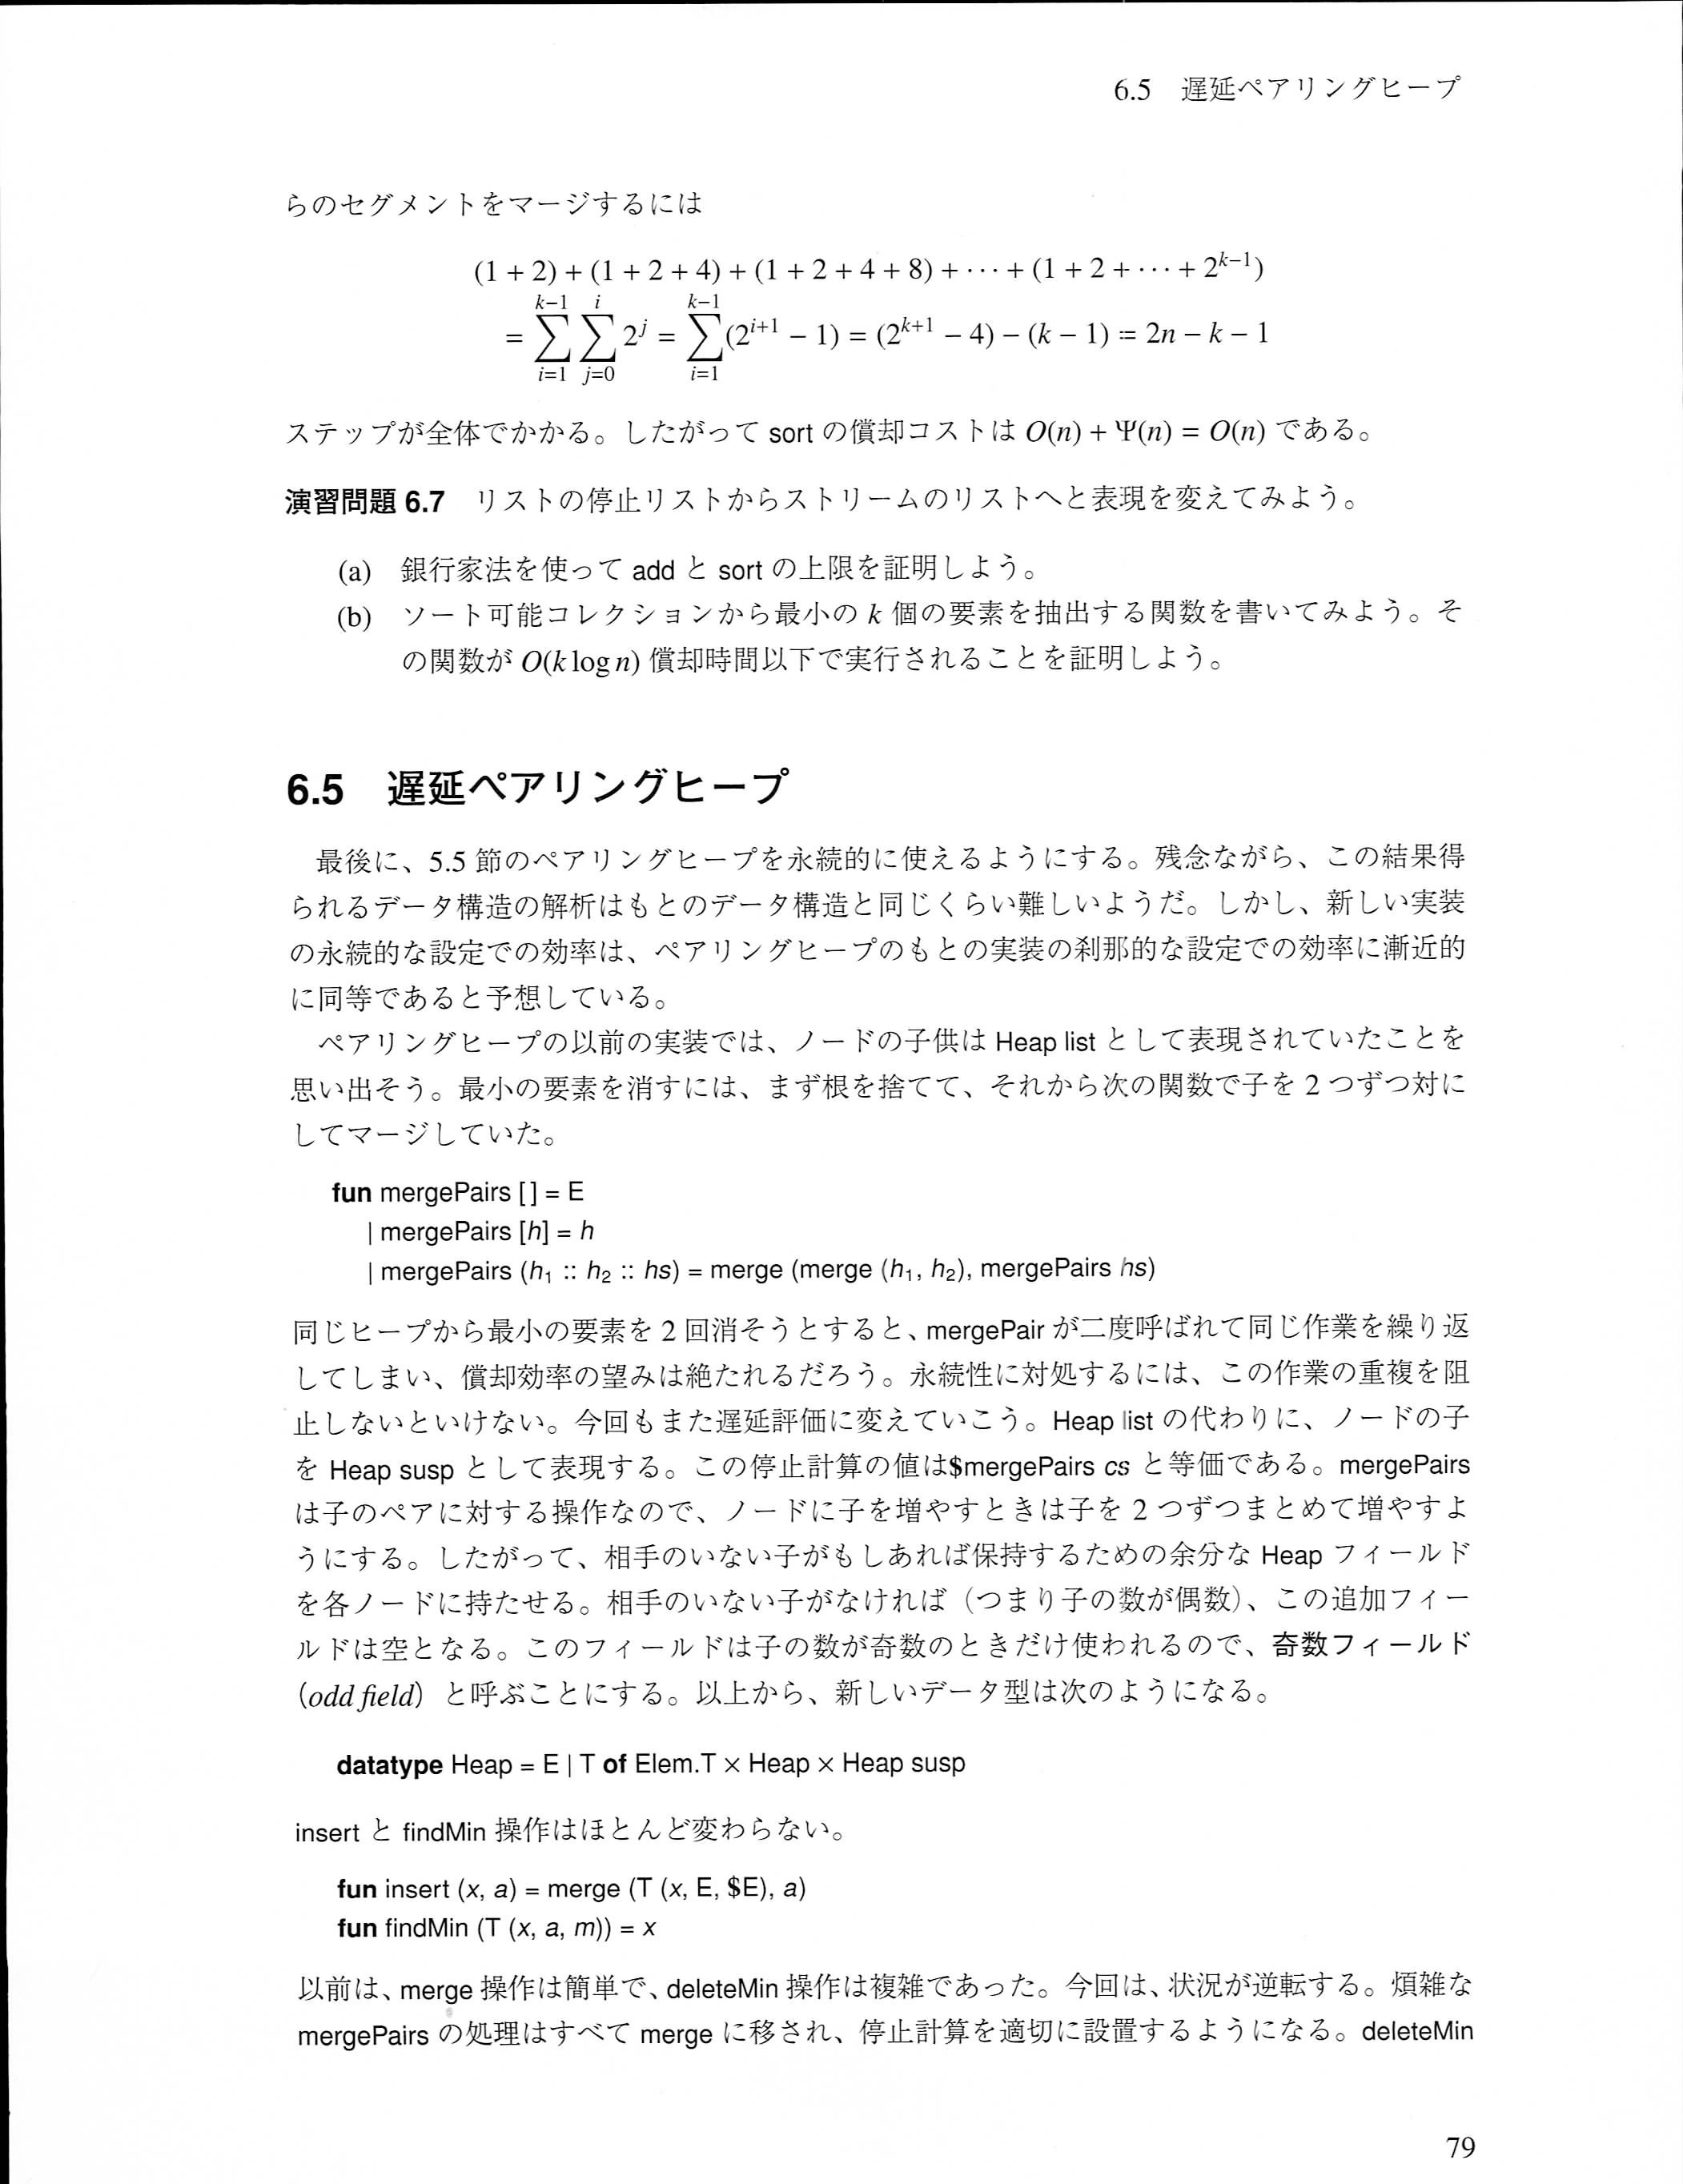 6.5 遅延ペアリングヒープ
らのセグメントをマージするには
(1 + 2) + (1 + 2 + 4) + (1 + 2 + 4 + 8) + ⋯ + (1 + 2 + ⋯ + 2^{k−1})
= ∑_{i=1}^{k−1} ∑_{j=0}^{i} 2^j = ∑_{i=1}^{k−1} (2^{i+1} − 1) = (2^{k+1} − 4) − (k − 1) = 2n − k − 1
ステップが全体でかかる。したがって sort の償却コストは O(n) + Ψ(n) = O(n) である。
演習問題 6.7 リストの停止リストからストリームのリストへと表現を変えてみよう。
(a) 銀行家法を使って add と sort の上限を証明しよう。
(b) ソート可能コレクションから最小の k 個の要素を抽出する関数を書いてみよう。そ
の関数が O(k log n) 償却時間以下で実行されることを証明しよう。
6.5 遅延ペアリングヒープ
最後に、5.5 節のペアリングヒープを永続的に使えるようにする。残念ながら、この結果得
られるデータ構造の解析はもとのデータ構造と同じくらい難しいようだ。しかし、新しい実装
の永続的な設定での効率は、ペアリングヒープのもとの実装の刹那的な設定での効率に漸近的
に同等であると予想している。
ペアリングヒープの以前の実装では、ノードの子供は Heap list として表現されていたことを
思い出そう。最小の要素を消すには、まず根を捨てて、それから次の関数で子を 2 つずつ対に
してマージしていた。
fun mergePairs [] = E
| mergePairs [h] = h
| mergePairs (h₁ :: h₂ :: hs) = merge (merge (h₁, h₂), mergePairs hs)
同じヒープから最小の要素を 2 回消そうとすると、mergePair が二度呼ばれて同じ作業を繰り返
してしまい、償却効率の望みは絶たれるだろう。永続性に対処するには、この作業の重複を阻
止しないといけない。今回もまた遅延評価に変えていこう。Heap list の代わりに、ノードの子
を Heap susp として表現する。この停止計算の値は$mergePairs cs と等価である。mergePairs
は子のペアに対する操作なので、ノードに子を増やすときは子を 2 つずつまとめて増やすよ
うにする。したがって、相手のいない子がもしあれば保持するための余分な Heap フィールド
を各ノードに持たせる。相手のいない子がなければ（つまり子の数が偶数）、この追加フィー
ルドは空となる。このフィールドは子の数が奇数のときだけ使われるので、奇数フィールド
（odd field）と呼ぶことにする。以上から、新しいデータ型は次のようになる。
datatype Heap = E | T of Elem.T × Heap × Heap susp
insert と findMin 操作はほとんど変わらない。
fun insert (x, a) = merge (T (x, E, $E), a)
fun findMin (T (x, a, m)) = x
以前は、merge 操作は簡単で、deleteMin 操作は複雑であった。今回は、状況が逆転する。煩雑な
mergePairs の処理はすべて merge に移され、停止計算を適切に設置するようになる。deleteMin
79